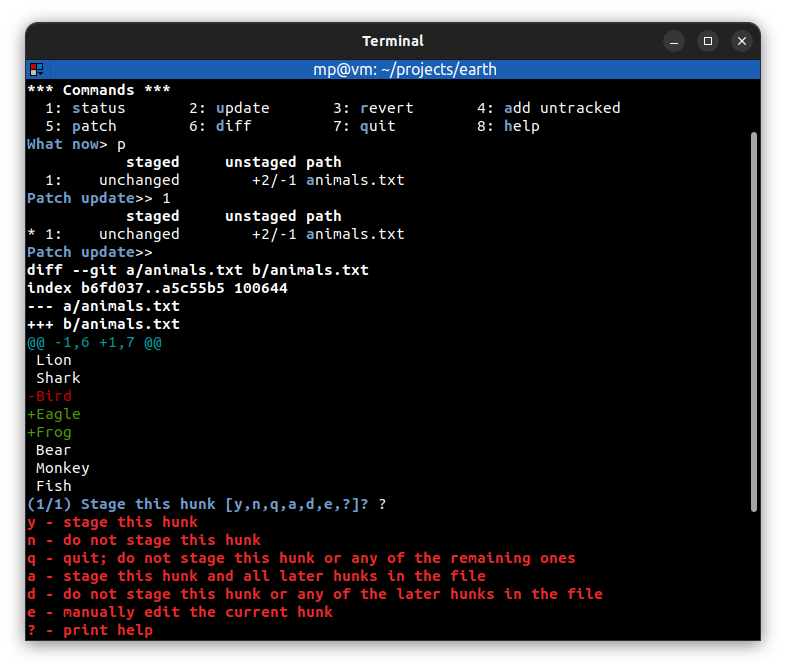 Terminal
mp@vm: ~/projects/earth
*** Commands ***
  1: status       2: update       3: revert       4: add untracked
  5: patch        6: diff         7: quit         8: help
What now> p
           staged     unstaged path
  1:    unchanged        +2/-1 animals.txt
Patch update>> 1
           staged     unstaged path
* 1:    unchanged        +2/-1 animals.txt
Patch update>>
diff --git a/animals.txt b/animals.txt
index b6fd037..a5c55b5 100644
--- a/animals.txt
+++ b/animals.txt
@@ -1,6 +1,7 @@
 Lion
 Shark
-Bird
+Eagle
+Frog
 Bear
 Monkey
 Fish
(1/1) Stage this hunk [y,n,q,a,d,e,?]? ?
y - stage this hunk
n - do not stage this hunk
q - quit; do not stage this hunk or any of the remaining ones
a - stage this hunk and all later hunks in the file
d - do not stage this hunk or any of the later hunks in the file
e - manually edit the current hunk
? - print help